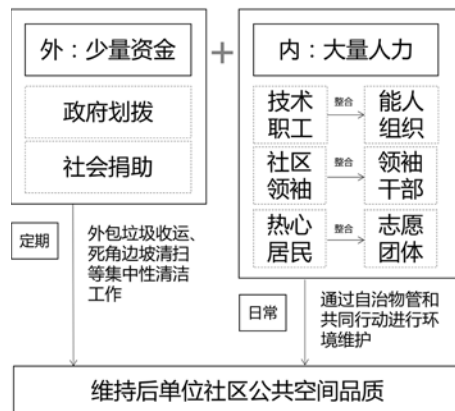 外：少量资金
政府划拨
社会捐助
+
内：大量人力
技术
职工
整合
能人
组织
社区
领袖
整合
领袖
干部
热心
居民
整合
志愿
团体
定期
外包垃圾收运、
死角边坡清扫
等集中性清洁
工作
日常
通过自治物管和
共同行动进行环
境维护
维持后单位社区公共空间品质